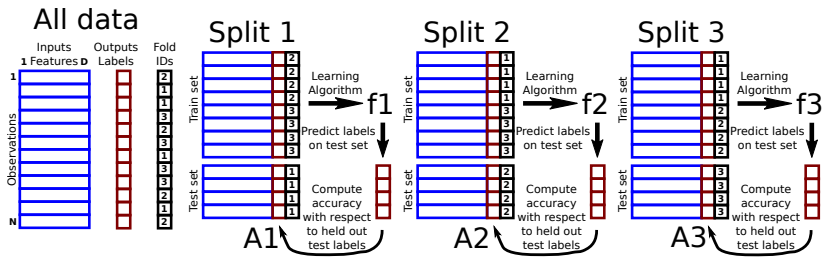 All data
Inputs
1 Features D
Outputs
Labels
Fold
IDs
Observations
1
N
2
1
1
3
3
2
1
3
3
2
1
2
Split 1
Train set
2
2
2
2
3
3
3
3
Learning
Algorithm
f1
Predict labels
on test set
Test set
1
1
1
1
Compute
accuracy
with respect
to held out
test labels
A1
Split 2
Train set
1
1
1
1
3
3
3
3
Learning
Algorithm
f2
Predict labels
on test set
Test set
2
2
2
2
Compute
accuracy
with respect
to held out
test labels
A2
Split 3
Train set
1
1
1
1
2
2
2
2
Learning
Algorithm
f3
Predict labels
on test set
Test set
3
3
3
3
Compute
accuracy
with respect
to held out
test labels
A3